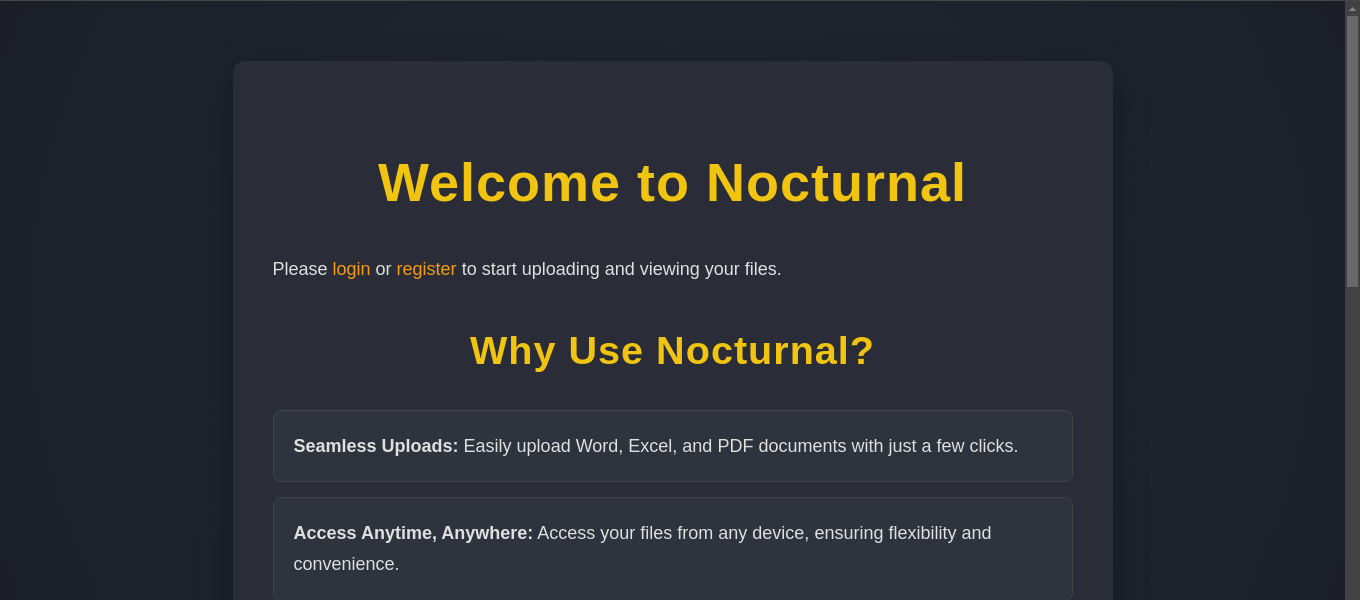 Welcome to Nocturnal
Please login or register to start uploading and viewing your files.
Why Use Nocturnal?
Seamless Uploads: Easily upload Word, Excel, and PDF documents with just a few clicks.
Access Anytime, Anywhere: Access your files from any device, ensuring flexibility and
convenience.